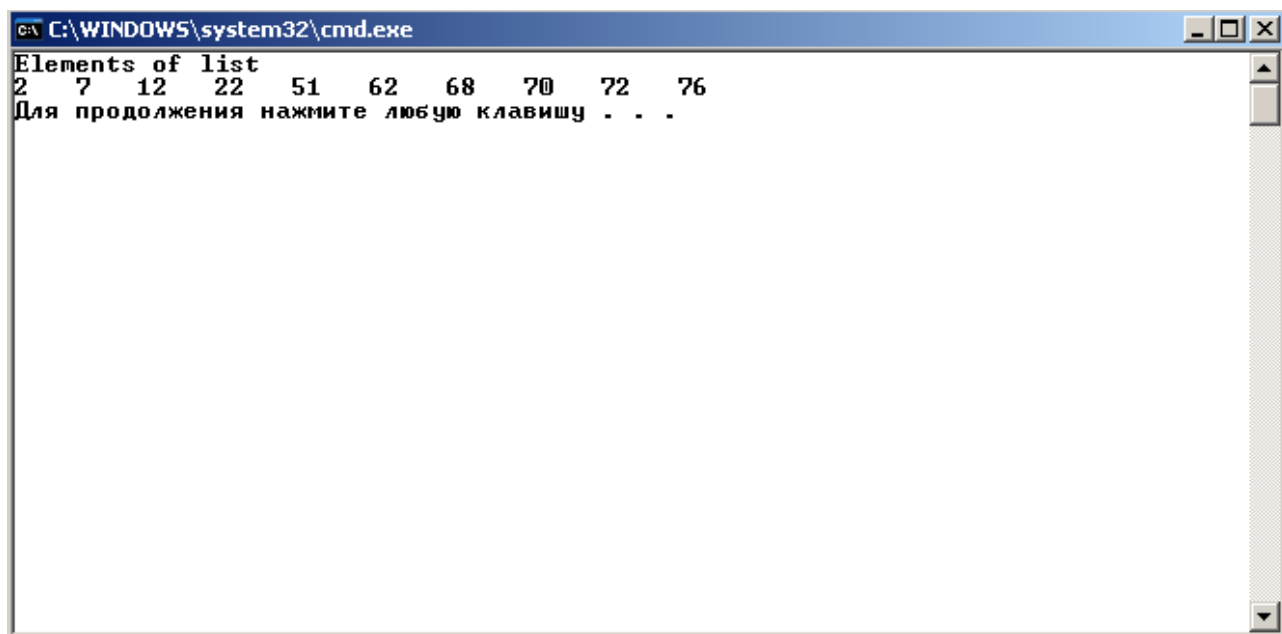 C:\WINDOWS\system32\cmd.exe
Elements of list
2 7 12 22 51 62 68 70 72 76
Для продолжения нажмите любую клавишу . . .